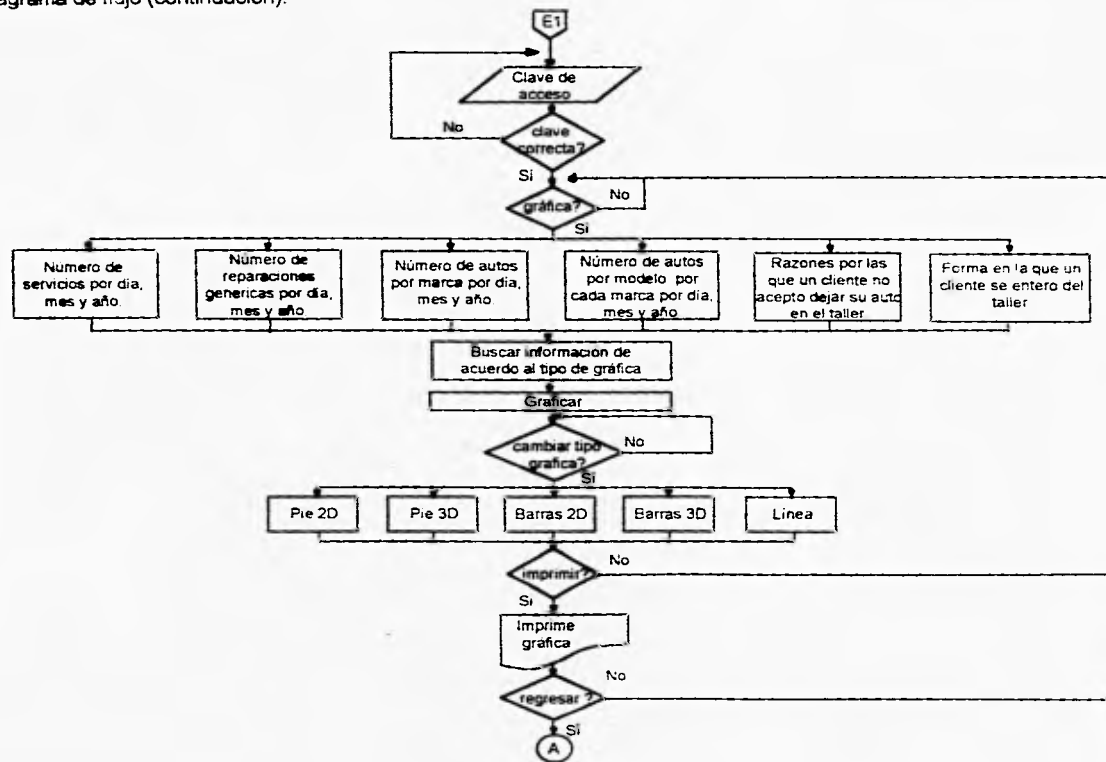 agrama de flujo (continuación).
E1
Clave de
acceso
No
clave
correcta?
Si
No
gráfica?
Si
Número de
servicios por dia,
mes y año.
Número de
reparaciones
genericas por dia,
mes y año
Número de autos
por marca por dia,
mes y año.
Número de autos
por modelo por
cada marca por dia,
mes y año
Razones por las
que un cliente no
acepto dejar su auto
en el taller
Forma en la que un
cliente se entero del
taller
Buscar información de
acuerdo al tipo de gráfica
Graficar
No
cambiar tipo
grafica?
Si
Pie 2D
Pie 3D
Barras 2D
Barras 3D
Linea
No
imprimir?
Si
Imprime
gráfica
No
regresar ?
Si
A